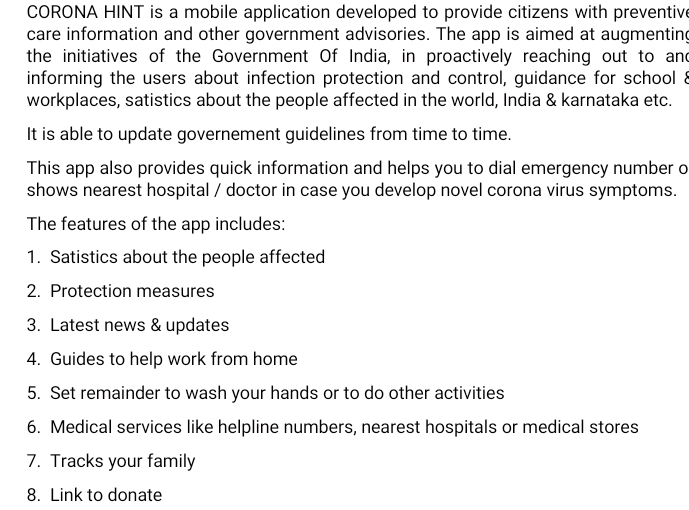 CORONA HINT is a mobile application developed to provide citizens with preventive
care information and other government advisories. The app is aimed at augmenting
the initiatives of the Government Of India, in proactively reaching out to and
informing the users about infection protection and control, guidance for school &
workplaces, satistics about the people affected in the world, India & karnataka etc.
It is able to update governement guidelines from time to time.
This app also provides quick information and helps you to dial emergency number o
shows nearest hospital / doctor in case you develop novel corona virus symptoms.
The features of the app includes:
1. Satistics about the people affected
2. Protection measures
3. Latest news & updates
4. Guides to help work from home
5. Set remainder to wash your hands or to do other activities
6. Medical services like helpline numbers, nearest hospitals or medical stores
7. Tracks your family
8. Link to donate